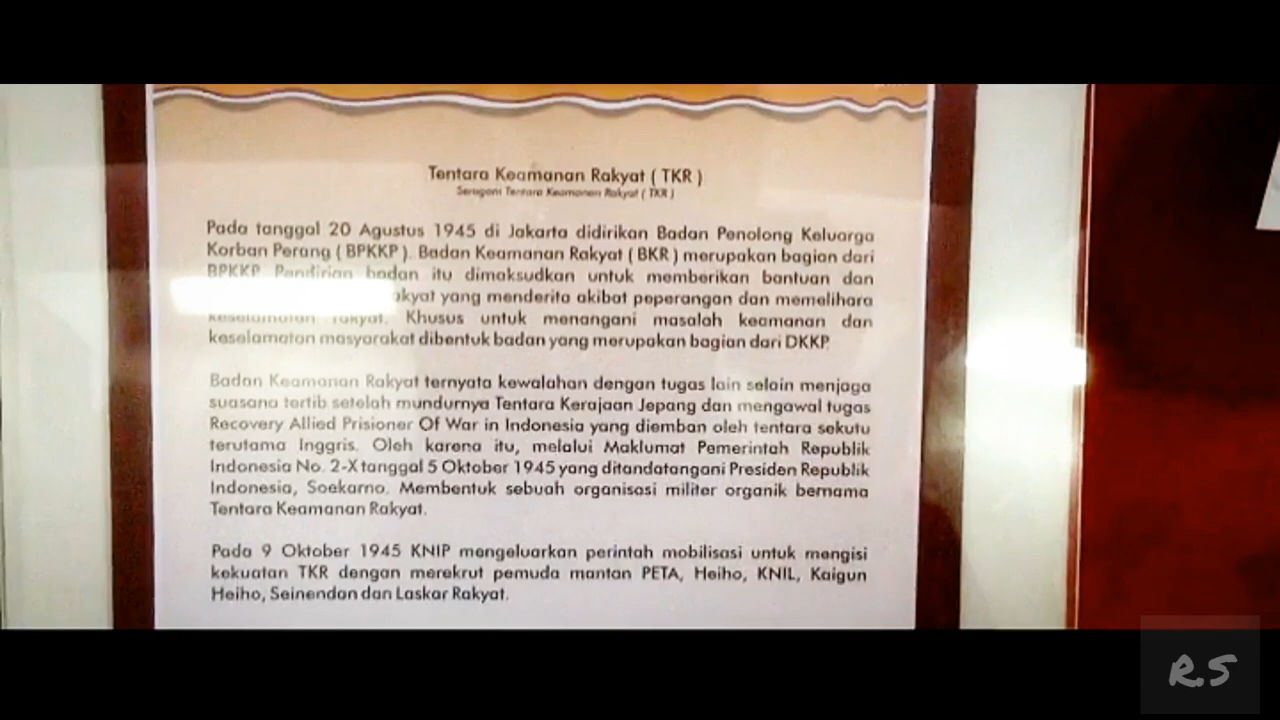 Tentara Keamanan Rakyat ( TKR )
Seragam Tentara Keamanan Rakyat ( TKR )
Pada tanggal 20 Agustus 1945 di Jakarta didirikan Badan Penolong Keluarga
Korban Perang ( BPKKP ). Badan Keamanan Rakyat ( BKR ) merupakan bagian dari
BPKKP. Pendirian badan itu dimaksudkan untuk memberikan bantuan dan
yang menderita akibat peperangan dan memelihara
keselamatan rakyat. Khusus untuk menangani masalah keamanan dan
keselamatan masyarakat dibentuk badan yang merupakan bagian dari DKKP.
Badan Keamanan Rakyat ternyata kewalahan dengan tugas lain selain menjaga
suasana tertib setelah mundurnya Tentara Kerajaan Jepang dan mengawal tugas
Recovery Allied Prisioner Of War in Indonesia yang diemban oleh tentara sekutu
terutama Inggris. Oleh karena itu, melalui Maklumat Pemerintah Republik
Indonesia No. 2-X tanggal 5 Oktober 1945 yang ditandatangani Presiden Republik
Indonesia, Soekarno. Membentuk sebuah organisasi militer organik bernama
Tentara Keamanan Rakyat.
Pada 9 Oktober 1945 KNIP mengeluarkan perintah mobilisasi untuk mengisi
kekuatan TKR dengan merekrut pemuda mantan PETA, Heiho, KNIL, Kaigun
Heiho, Seinendan dan Laskar Rakyat.
R.S